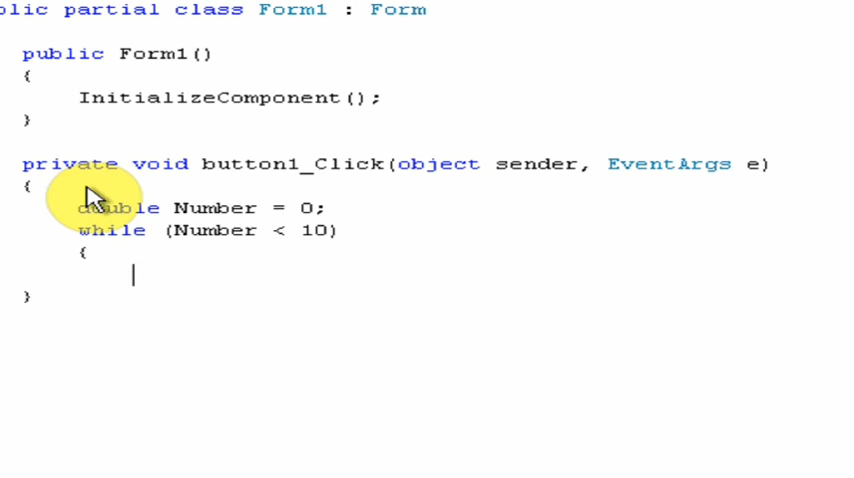 blic partial class Form1 : Form
public Form1()
{
InitializeComponent();
}
private void button1_Click(object sender, EventArgs e)
{
double Number = 0;
while (Number < 10)
{
}